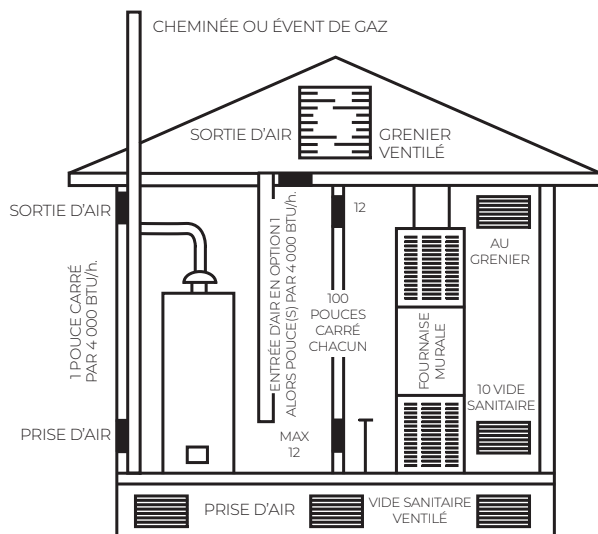 CHEMINÉE OU ÉVENT DE GAZ
SORTIE D'AIR
GRENIER
VENTILÉ
SORTIE D'AIR
12
AU
GRENIER
1 POUCE CARRÉ
PAR 4 000 BTU/h.
ENTRÉE D'AIR EN OPTION 1
ALORS POUCE(S) PAR 4 000 BTU/h.
100
POUCES
CARRÉ
CHACUN
FOURNAISE
MURALE
10 VIDE
SANITAIRE
PRISE D'AIR
MAX
12
PRISE D'AIR
VIDE SANITAIRE
VENTILÉ